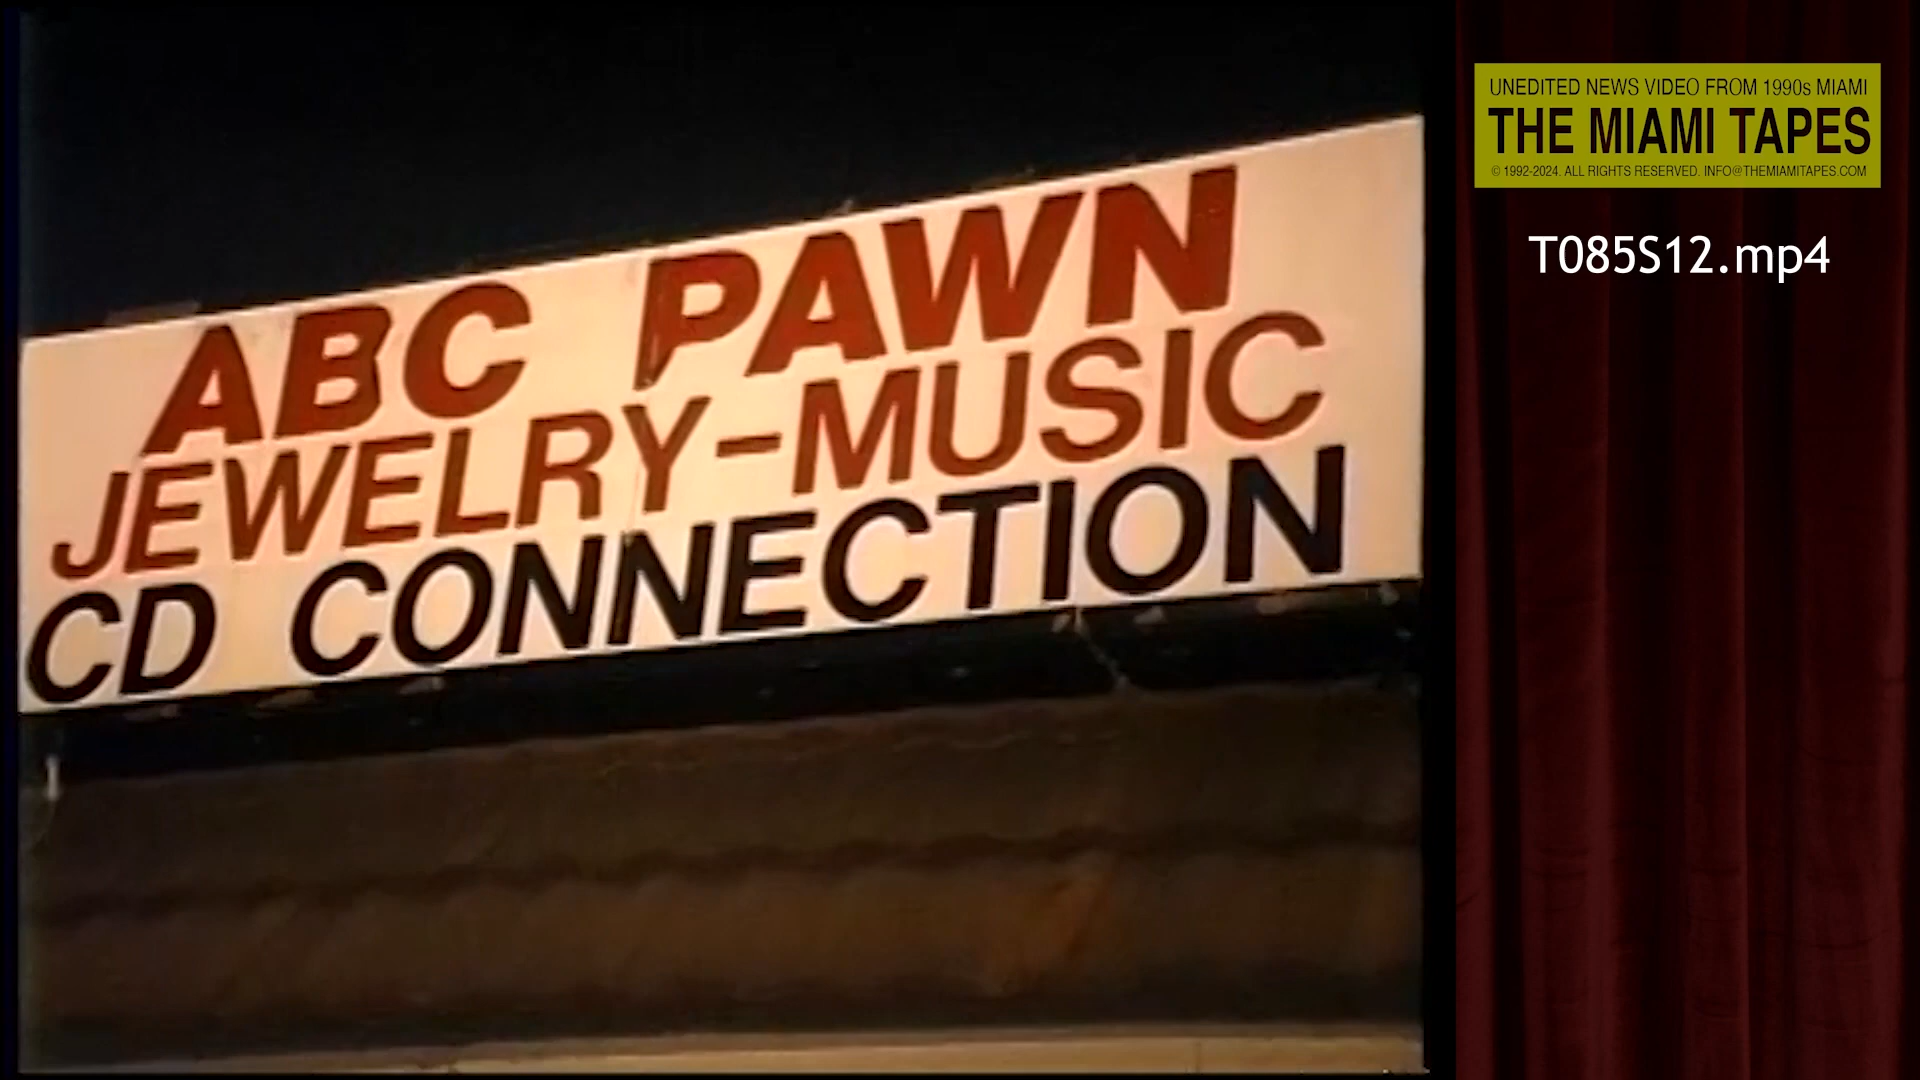 ABC PAWN
JEWELRY-MUSIC
CD CONNECTION
UNEDITED NEWS VIDEO FROM 1990s MIAMI
THE MIAMI TAPES
© 1992-2024. ALL RIGHTS RESERVED. INFO@THEMIAMITAPES.COM
T085S12.mp4